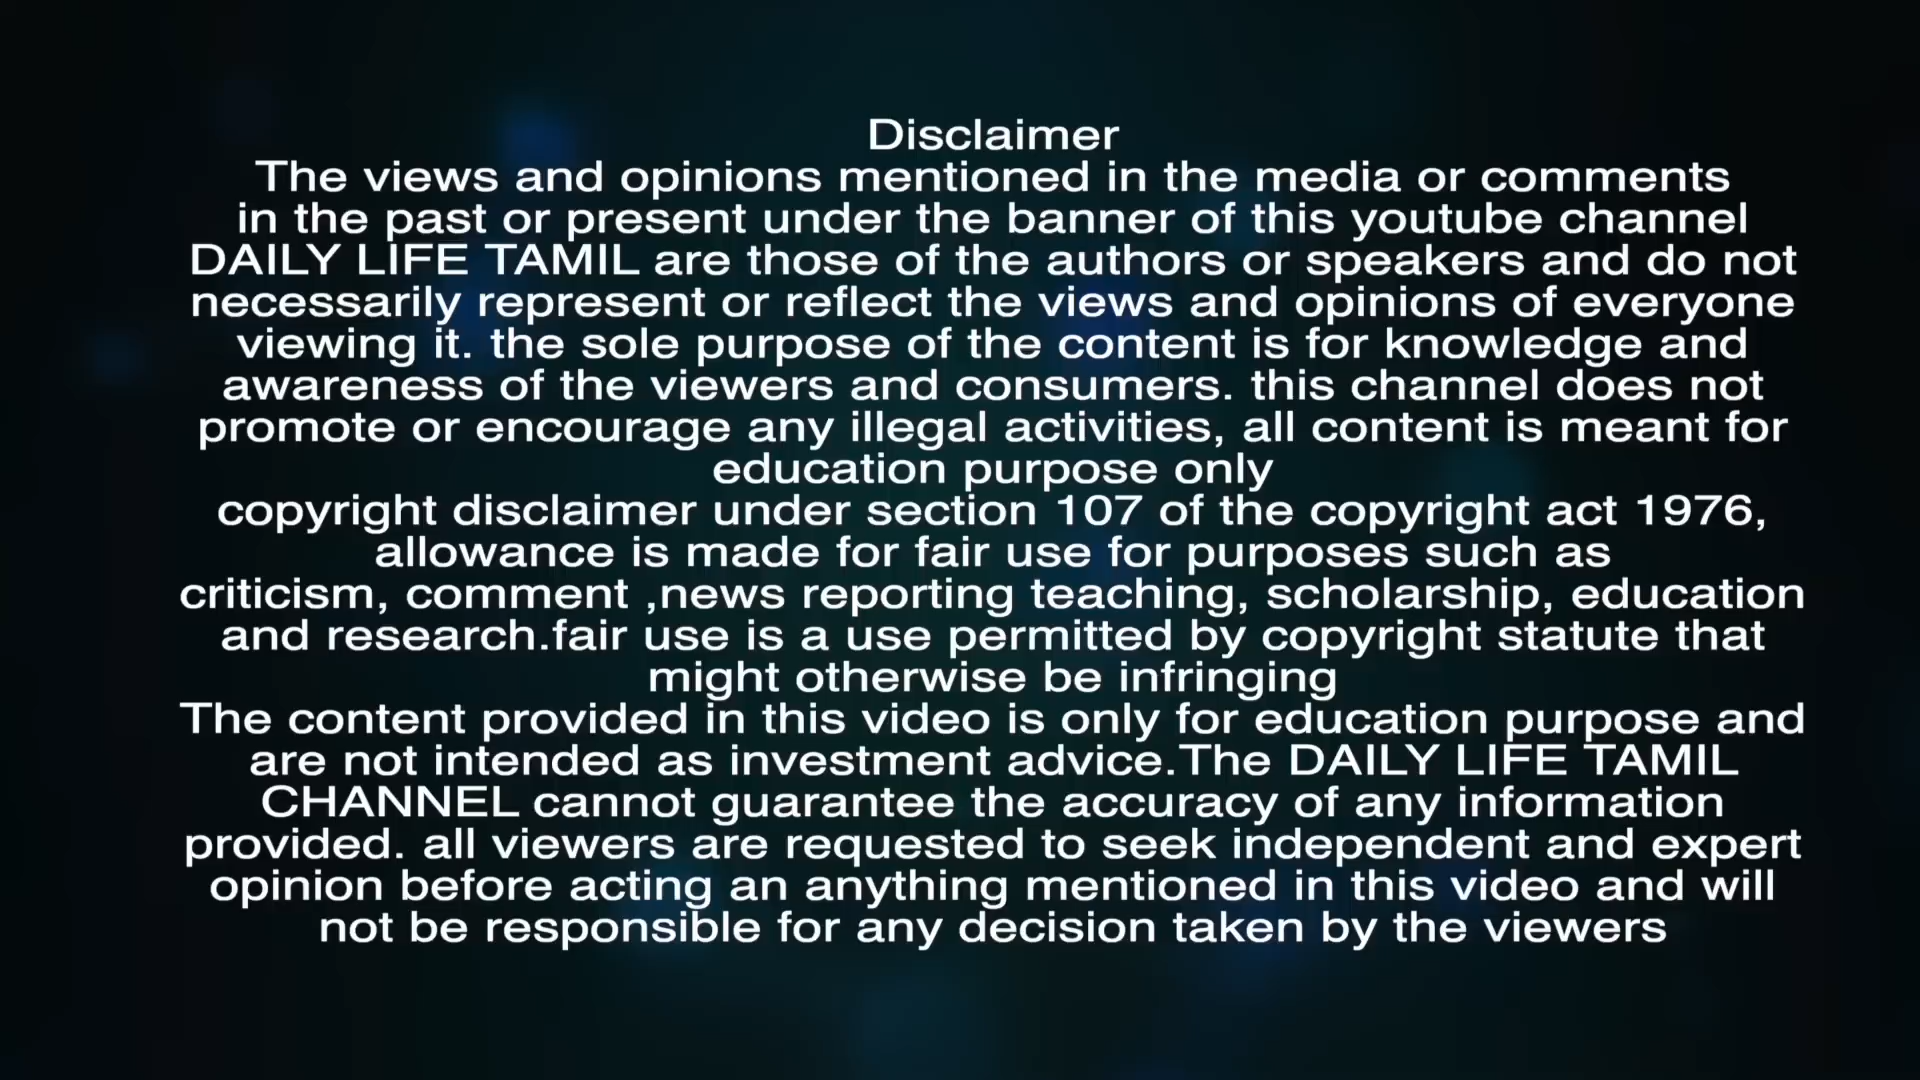 Disclaimer
The views and opinions mentioned in the media or comments
in the past or present under the banner of this youtube channel
DAILY LIFE TAMIL are those of the authors or speakers and do not
necessarily represent or reflect the views and opinions of everyone
viewing it. the sole purpose of the content is for knowledge and
awareness of the viewers and consumers. this channel does not
promote or encourage any illegal activities, all content is meant for
education purpose only
copyright disclaimer under section 107 of the copyright act 1976,
allowance is made for fair use for purposes such as
criticism, comment ,news reporting teaching, scholarship, education
and research.fair use is a use permitted by copyright statute that
might otherwise be infringing
The content provided in this video is only for education purpose and
are not intended as investment advice.The DAILY LIFE TAMIL
CHANNEL cannot guarantee the accuracy of any information
provided. all viewers are requested to seek independent and expert
opinion before acting an anything mentioned in this video and will
not be responsible for any decision taken by the viewers